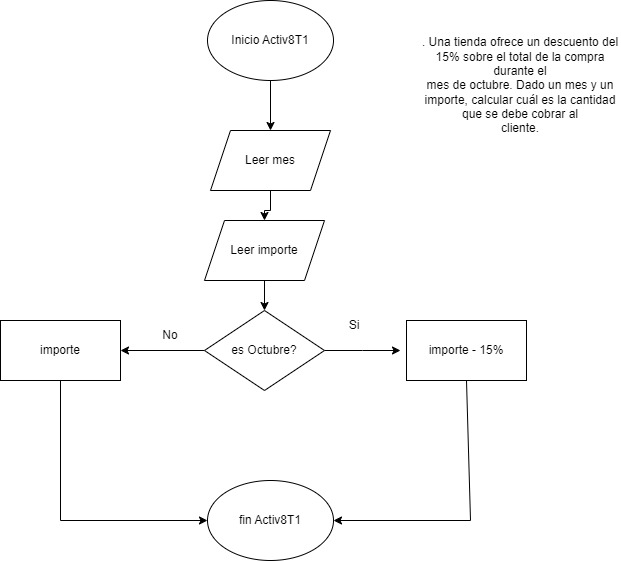 Inicio Activ8T1
. Una tienda ofrece un descuento del
15% sobre el total de la compra
durante el
mes de octubre. Dado un mes y un
importe, calcular cuál es la cantidad
que se debe cobrar al
cliente.
Leer mes
Leer importe
No
Si
importe
es Octubre?
importe - 15%
fin Activ8T1